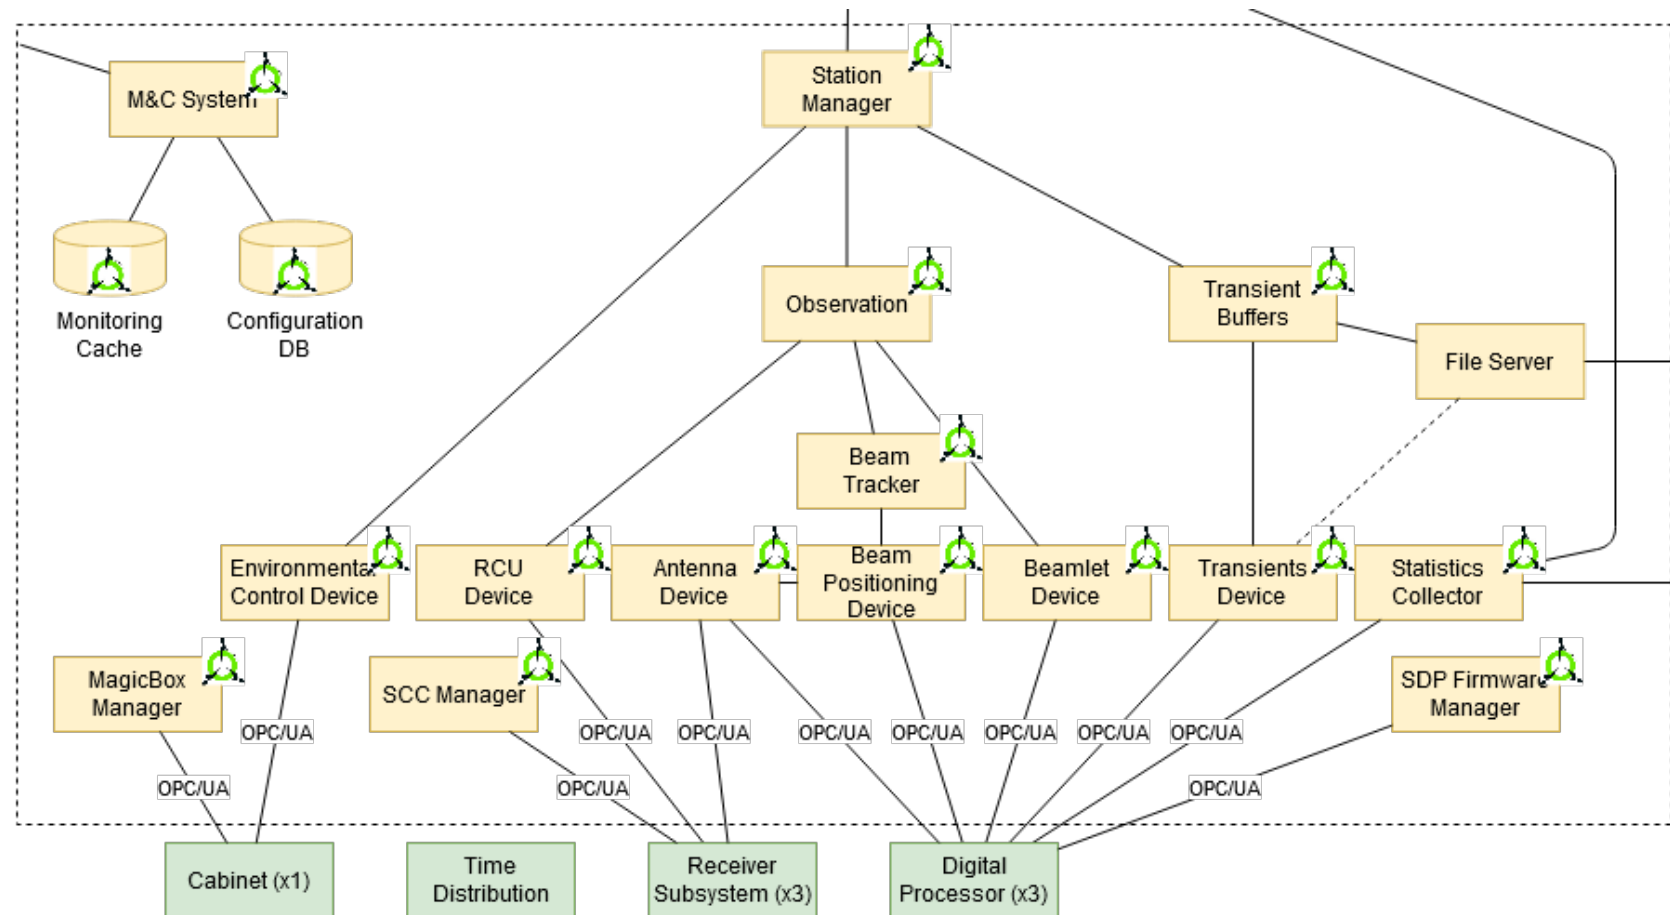 M&C System
Station
Manager
Monitoring
Cache
Configuration
DB
Observation
Transient
Buffers
File Server
Beam
Tracker
Environmental
Control Device
RCU
Device
Antenna
Device
Beam
Positioning
Device
Beamlet
Device
Transients
Device
Statistics
Collector
MagicBox
Manager
SCC Manager
SDP Firmware
Manager
OPC/UA
OPC/UA
OPC/UA
OPC/UA
OPC/UA
OPC/UA
OPC/UA
OPC/UA
OPC/UA
OPC/UA
OPC/UA
Cabinet (x1)
Time
Distribution
Receiver
Subsystem (x3)
Digital
Processor (x3)